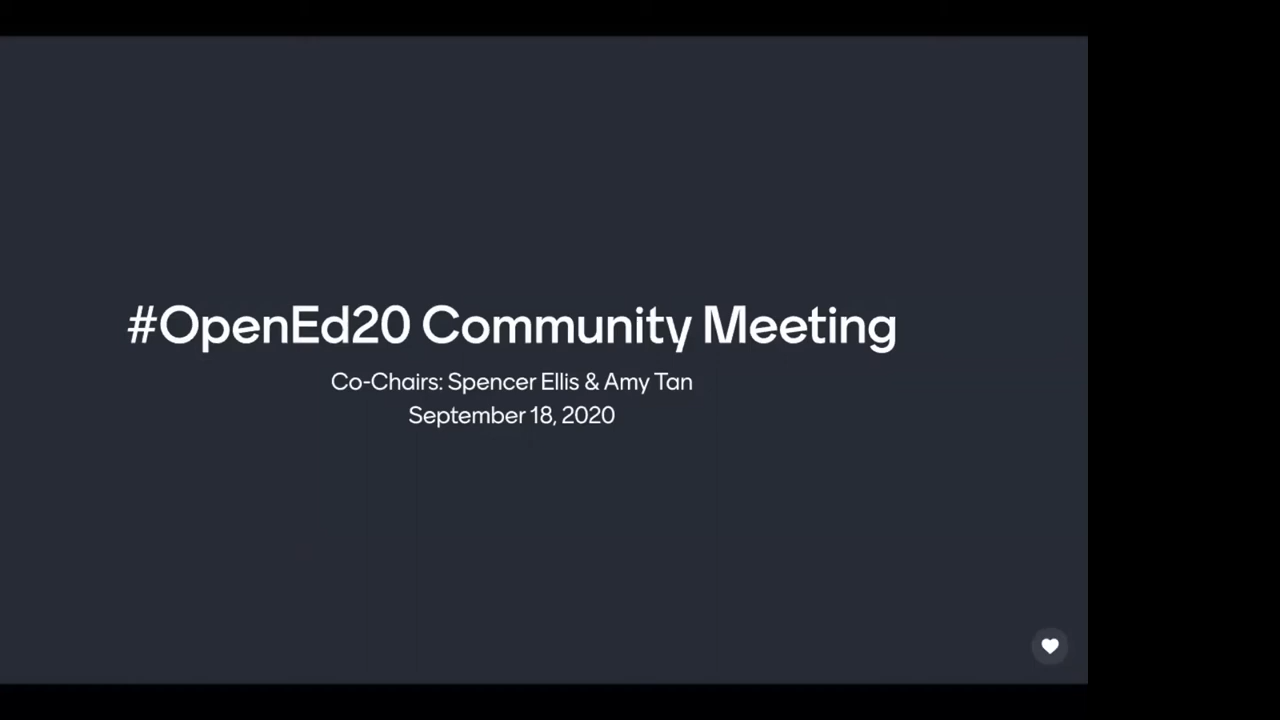 #OpenEd20 Community Meeting
Co-Chairs: Spencer Ellis & Amy Tan
September 18, 2020